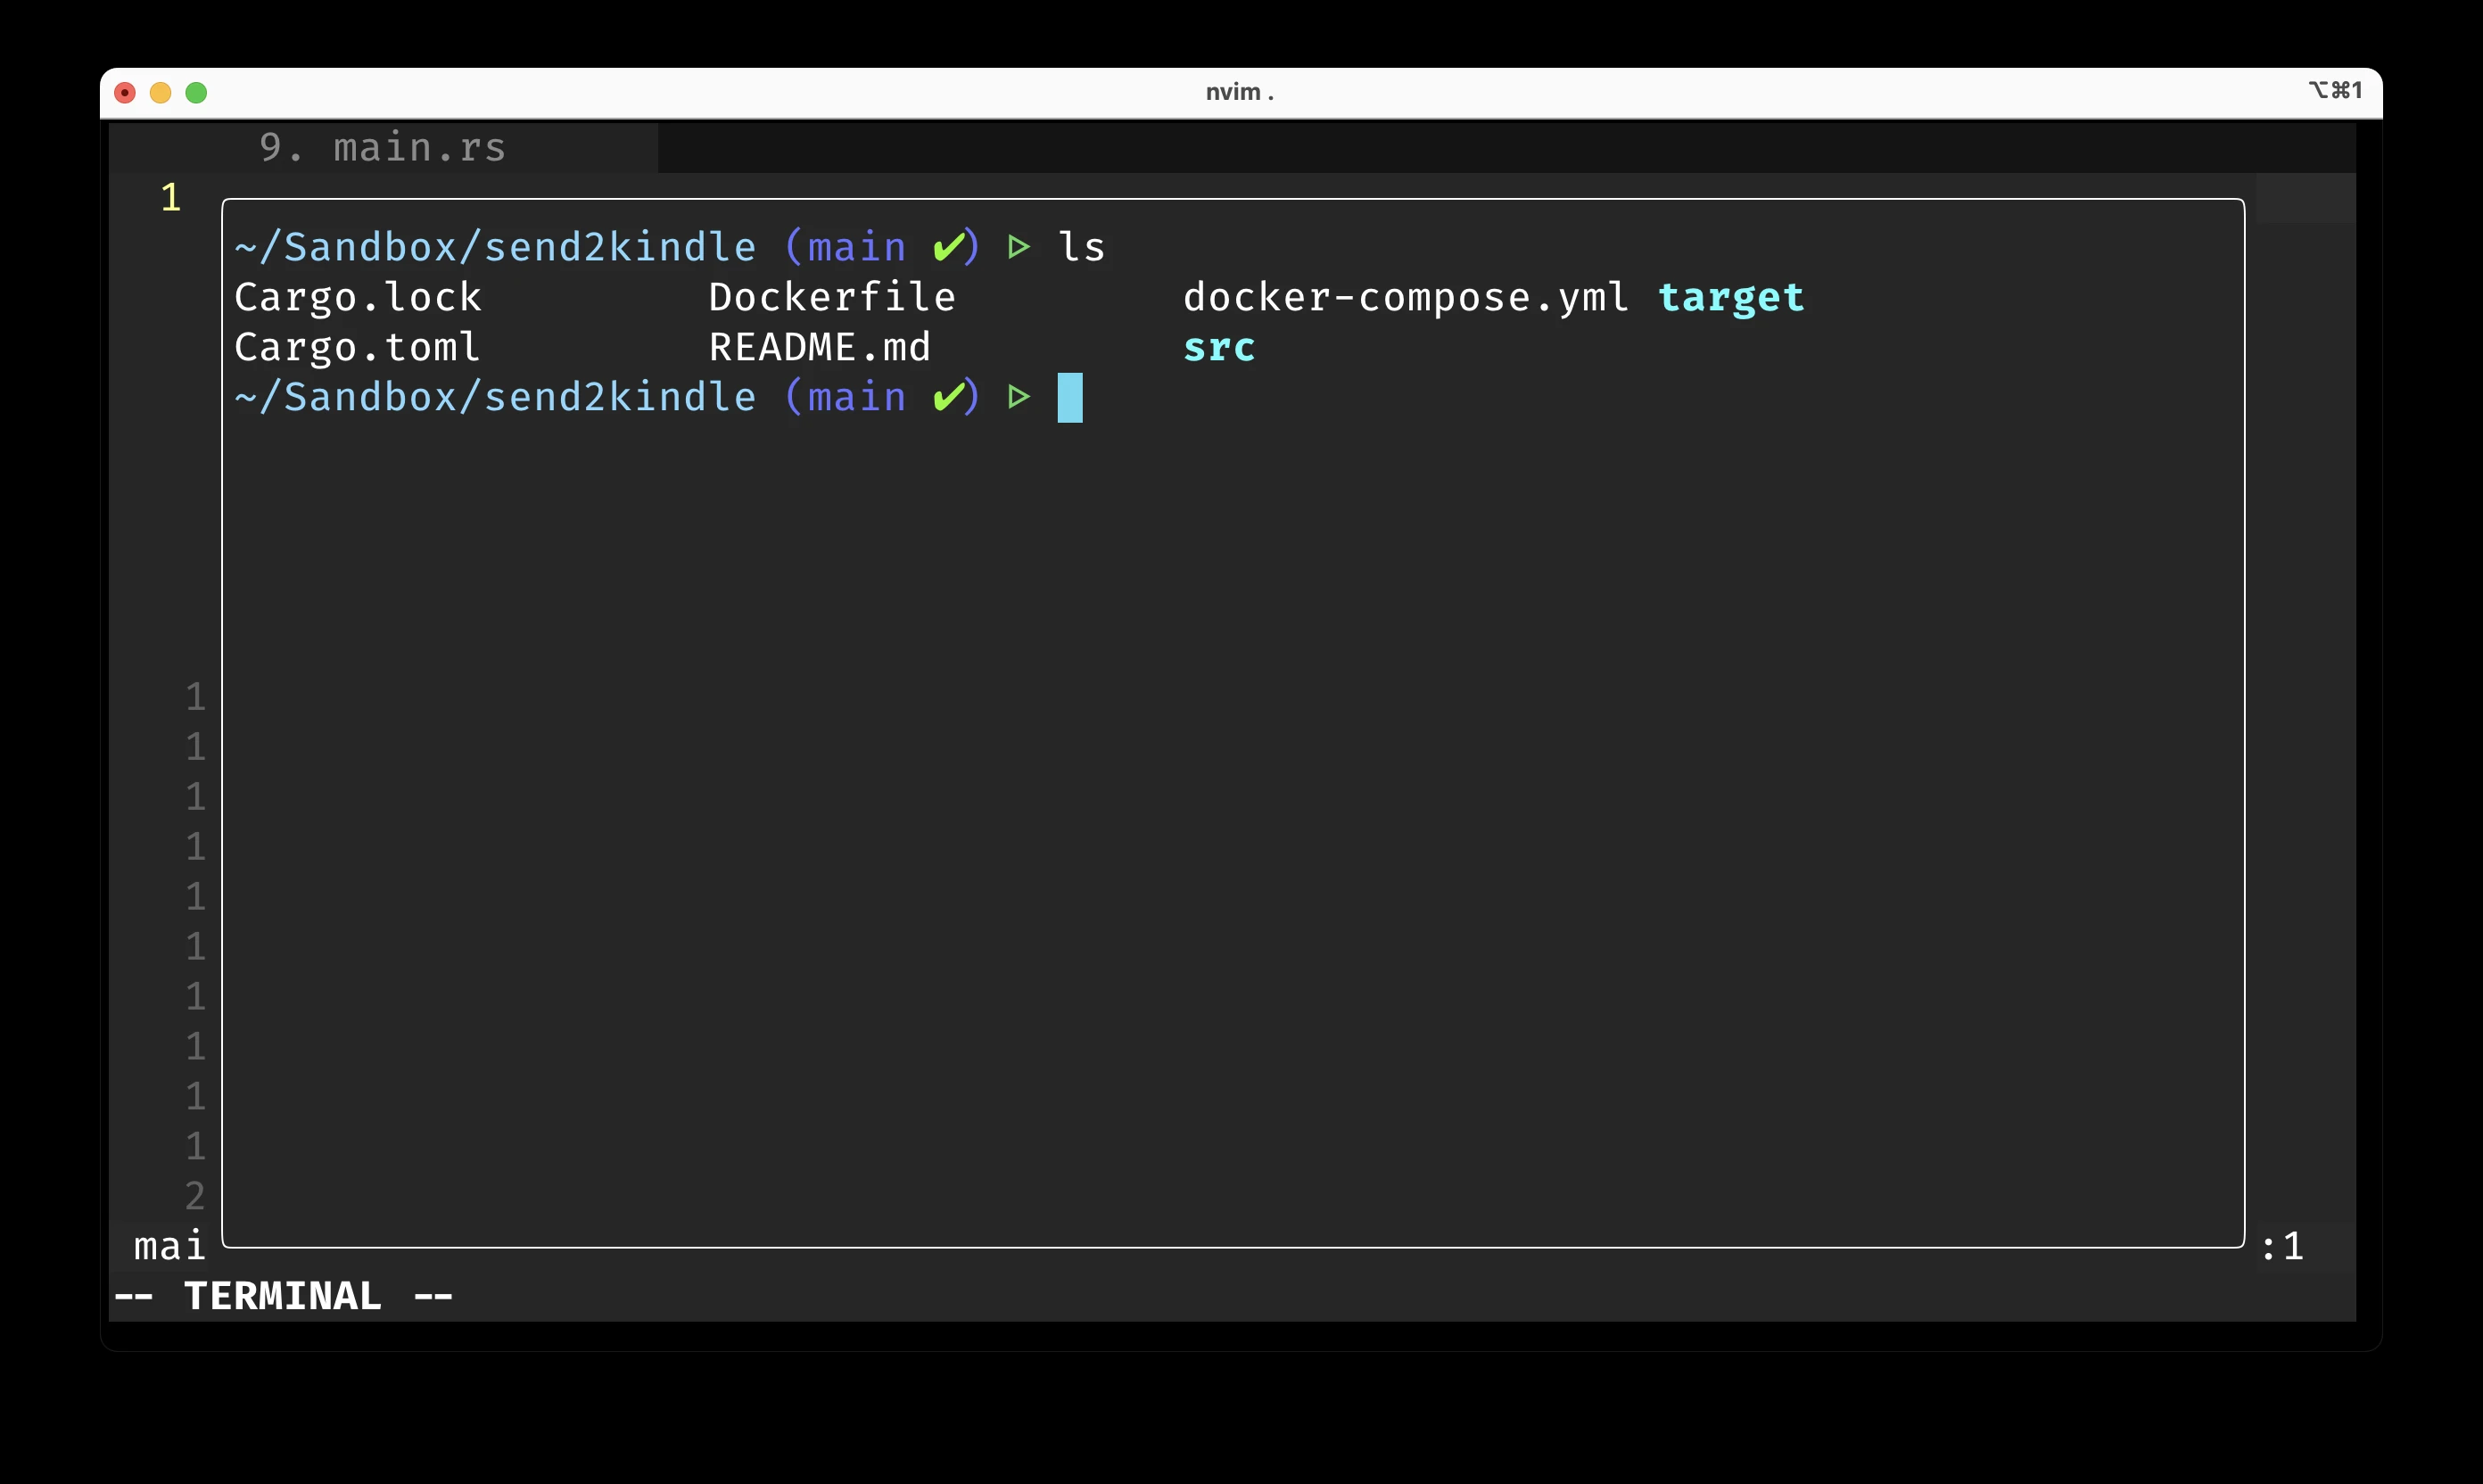 nvim .
⌥⌘1
9. main.rs
1
~/Sandbox/send2kindle (main ✔) ▷ ls
Cargo.lock Dockerfile docker-compose.yml target
Cargo.toml README.md src
~/Sandbox/send2kindle (main ✔) ▷
1
1
1
1
1
1
1
1
1
1
2
mai :1
-- TERMINAL --